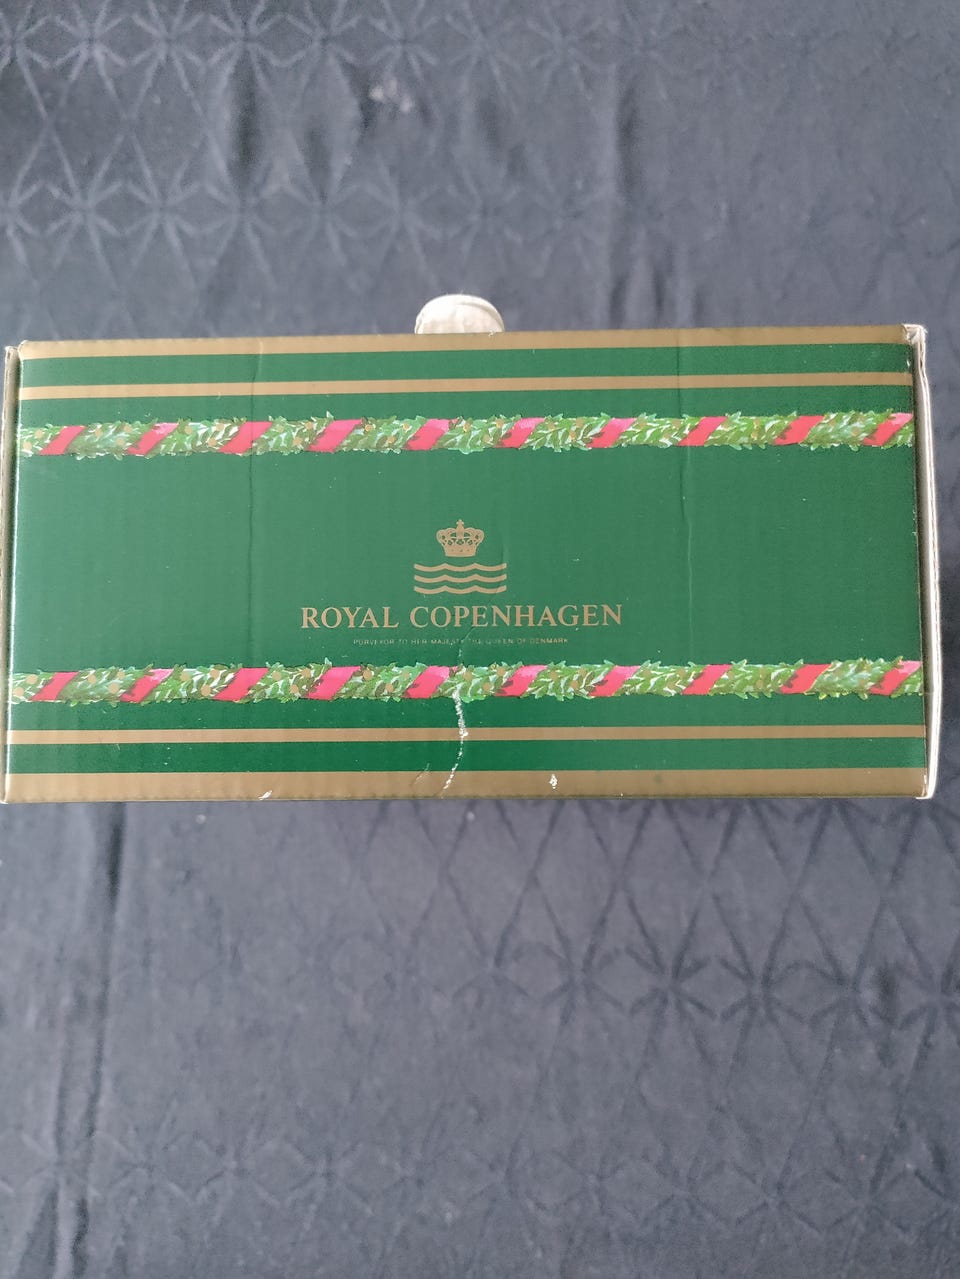 ROYAL COPENHAGEN
PURVEYOR TO HER MAJESTY THE QUEEN OF DENMARK